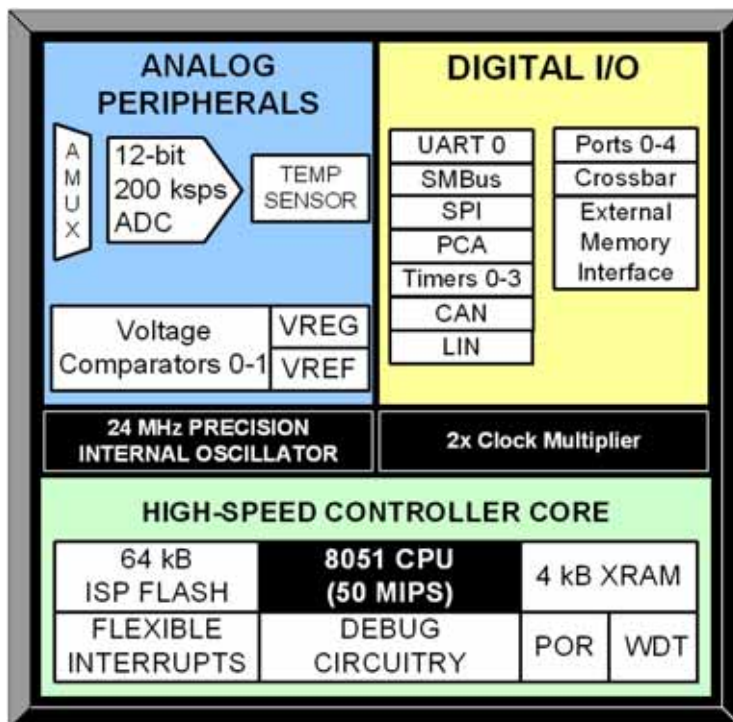 ANALOG
PERIPHERALS
AMUX
12-bit
200 ksps
ADC
TEMP
SENSOR
Voltage
Comparators 0-1
VREG
VREF
DIGITAL I/O
UART 0
SMBus
SPI
PCA
Timers 0-3
CAN
LIN
Ports 0-4
Crossbar
External
Memory
Interface
24 MHz PRECISION
INTERNAL OSCILLATOR
2x Clock Multiplier
HIGH-SPEED CONTROLLER CORE
64 kB
ISP FLASH
8051 CPU
(50 MIPS)
4 kB XRAM
FLEXIBLE
INTERRUPTS
DEBUG
CIRCUITRY
POR
WDT